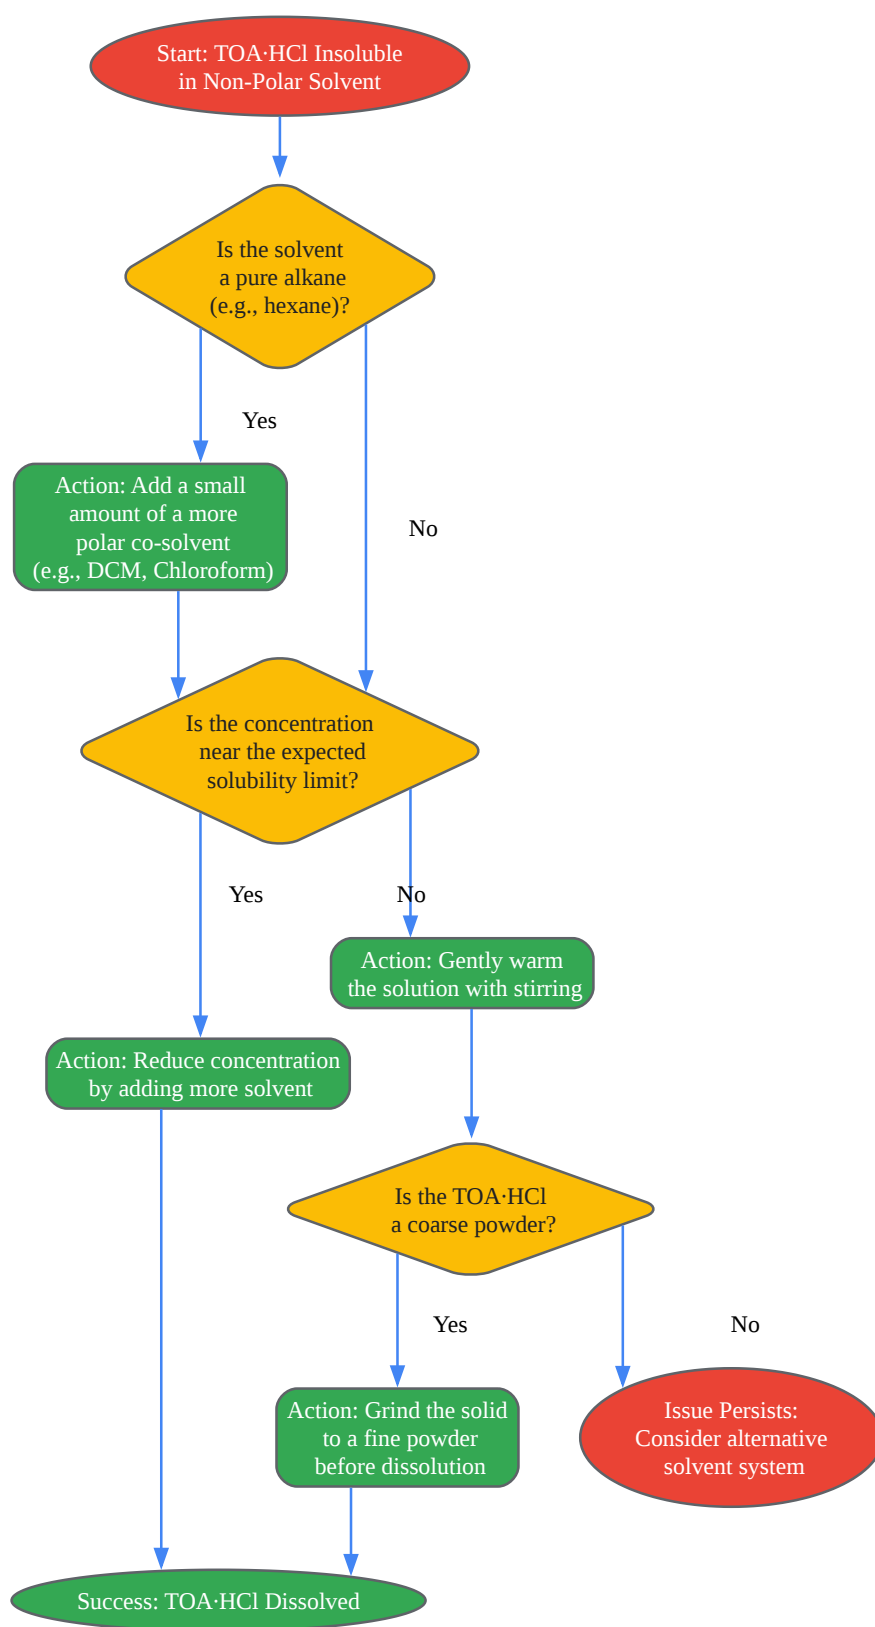 Start: TOA·HCl Insoluble
in Non-Polar Solvent
Is the solvent
a pure alkane
(e.g., hexane)?
Yes
Action: Add a small
amount of a more
polar co-solvent
(e.g., DCM, Chloroform)
No
Is the concentration
near the expected
solubility limit?
Yes
No
Action: Gently warm
the solution with stirring
Action: Reduce concentration
by adding more solvent
Is the TOA·HCl
a coarse powder?
Yes
No
Action: Grind the solid
to a fine powder
before dissolution
Issue Persists:
Consider alternative
solvent system
Success: TOA·HCl Dissolved